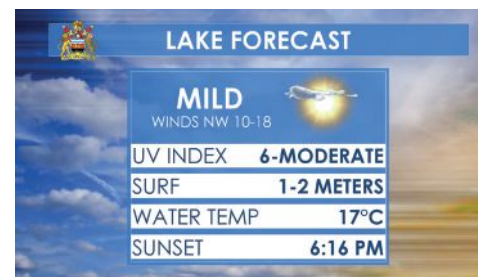 LAKE FORECAST
MILD
WINDS NW 10-18
UV INDEX 6-MODERATE
SURF 1-2 METERS
WATER TEMP 17°C
SUNSET 6:16 PM